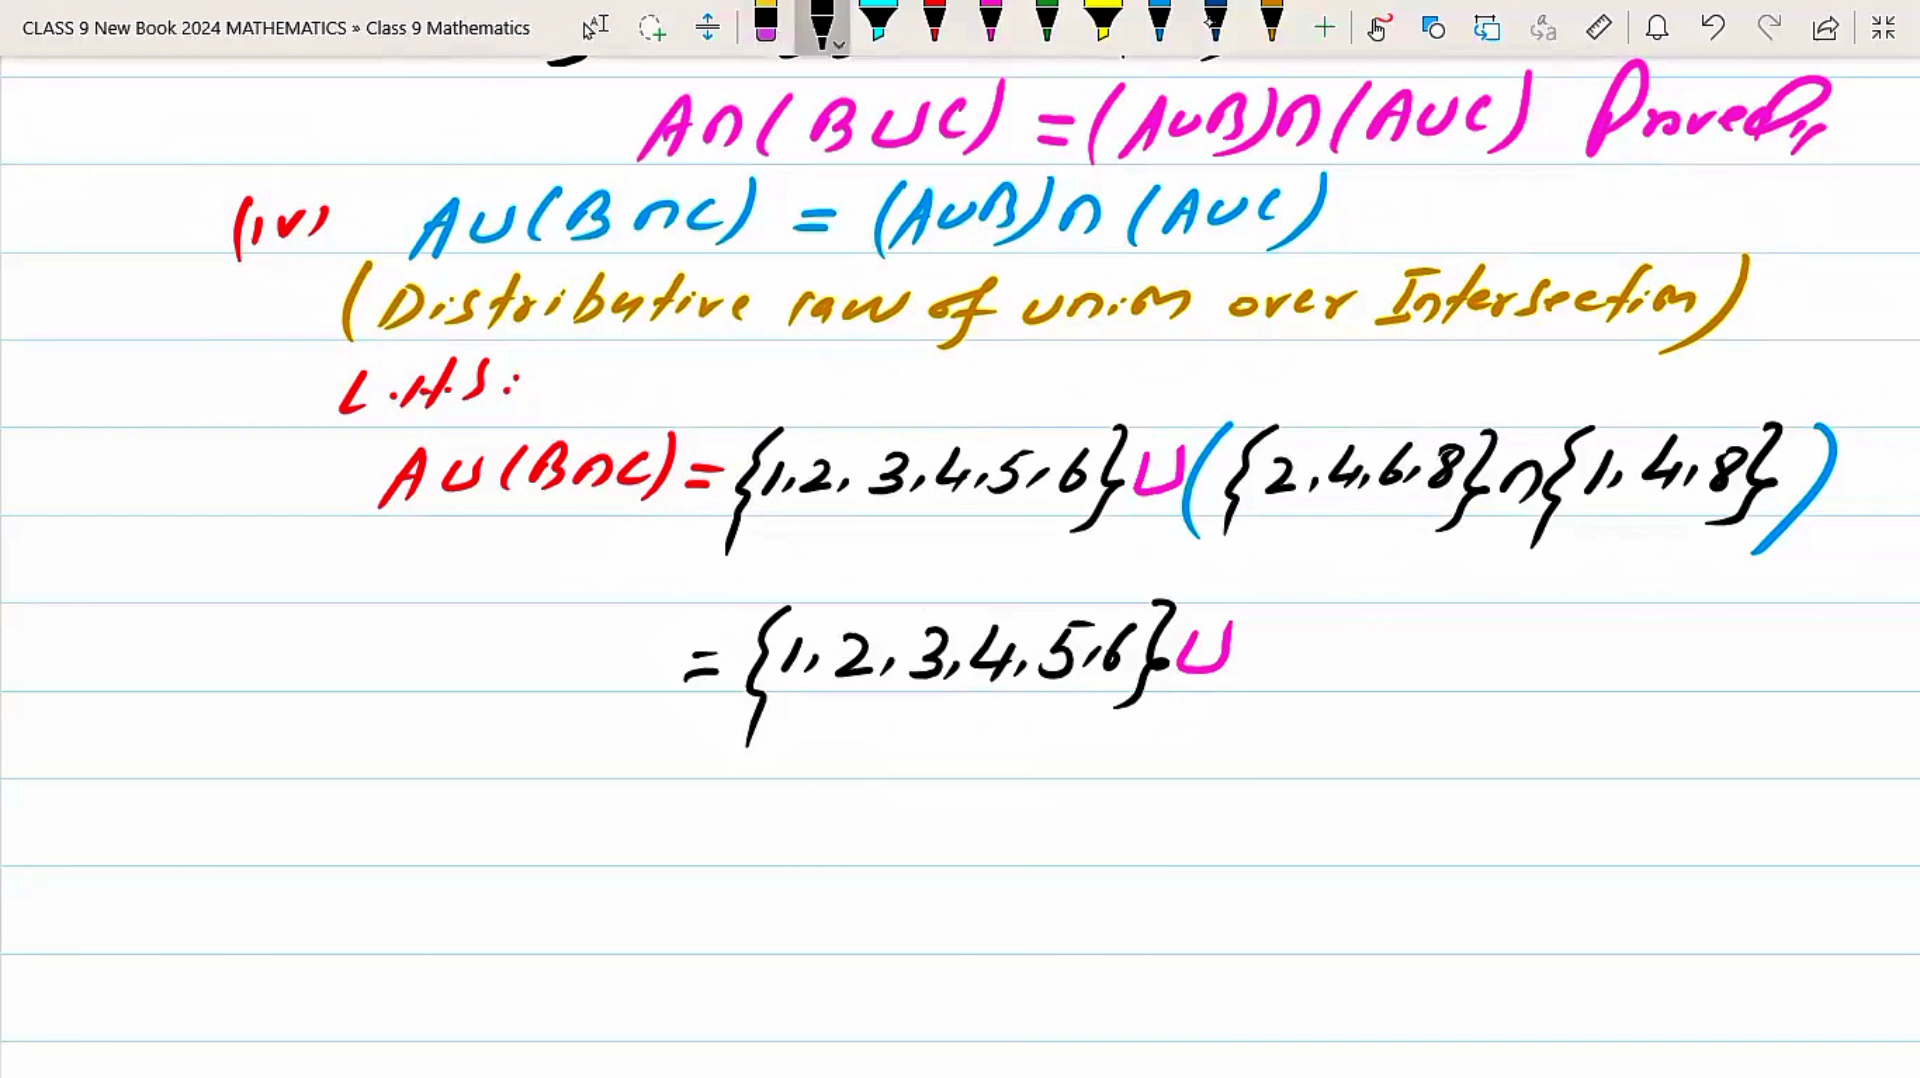 CLASS 9 New Book 2024 MATHEMATICS » Class 9 Mathematics
A∩(B∪C) = (A∪B)∩(A∪C) Proved
(iv) A∪(B∩C) = (A∪B)∩(A∪C)
(Distributive law of union over Intersection)
L.H.S:
A∪(B∩C) = {1,2,3,4,5,6}∪({2,4,6,8}∩{1,4,8})
= {1,2,3,4,5,6}∪